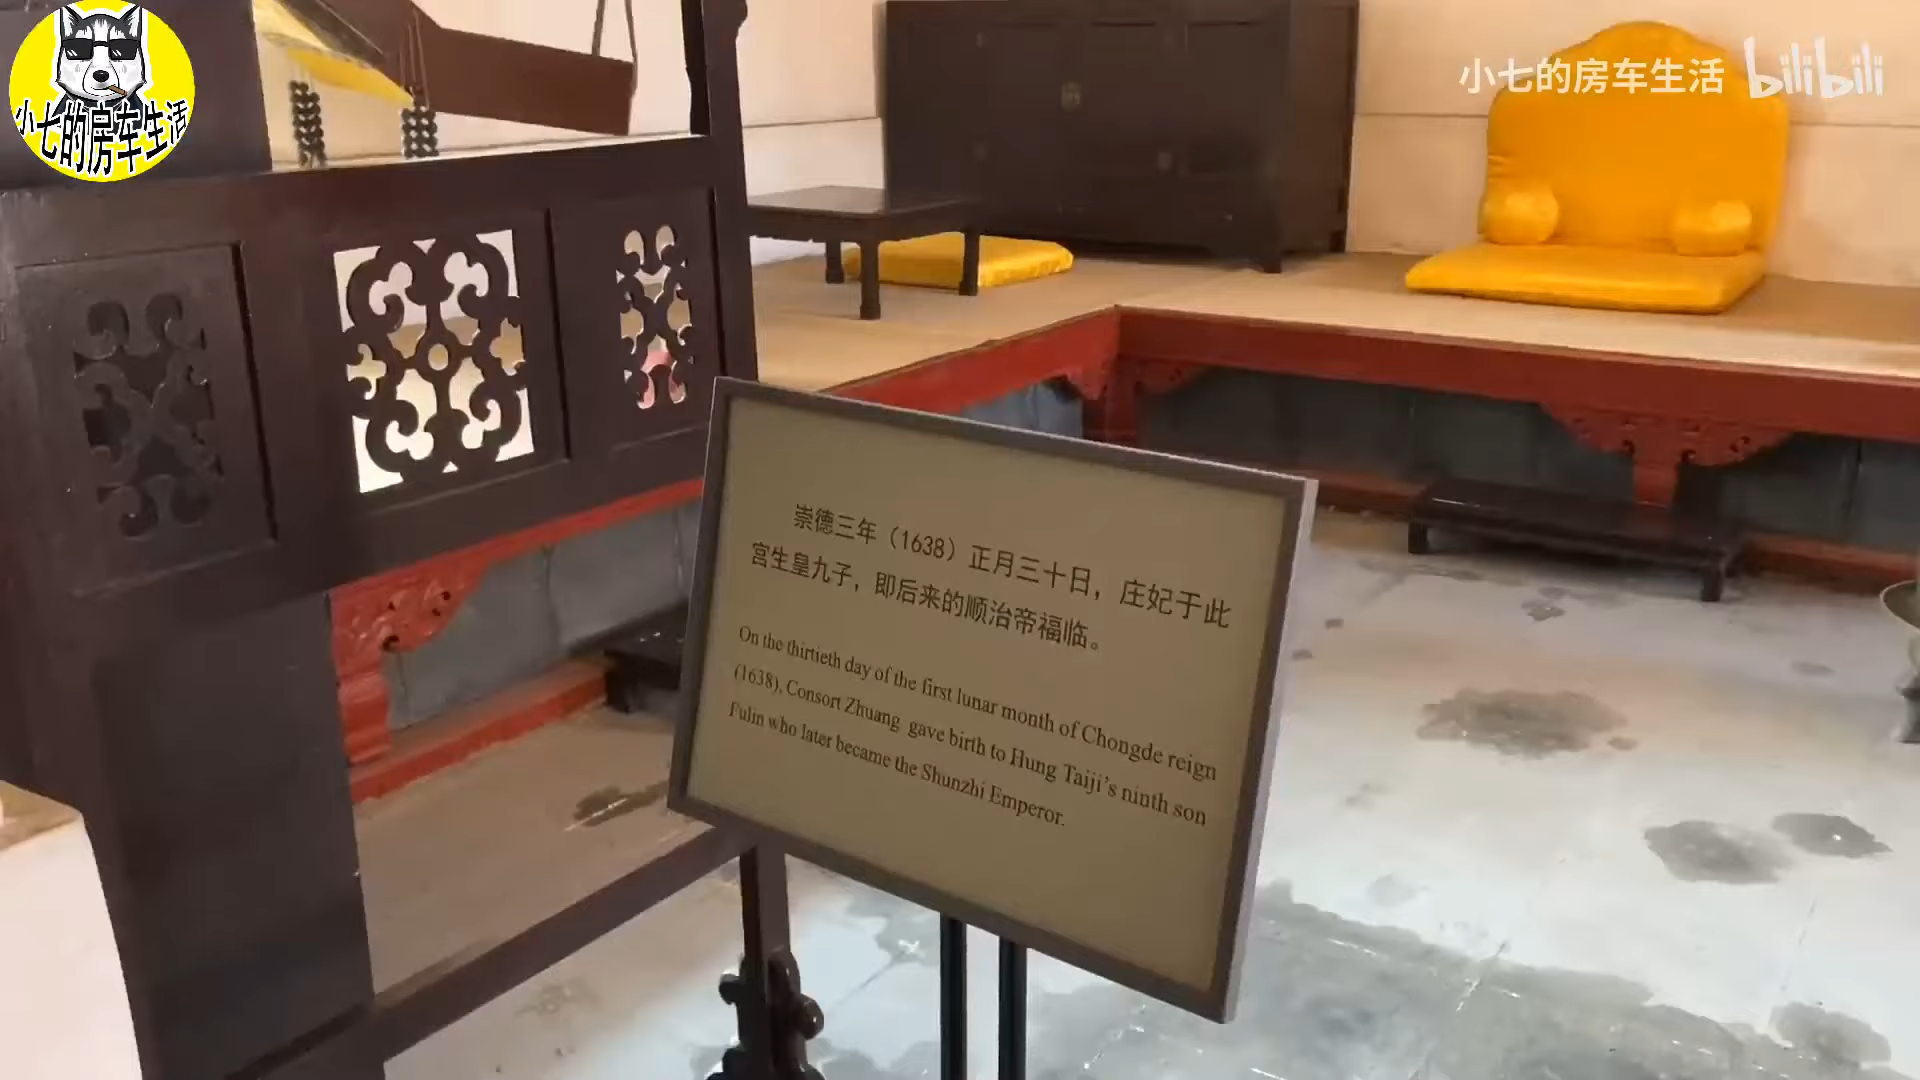 小七的房车生活
小七的房车生活 bilibili
崇德三年（1638）正月三十日，庄妃于此
宫生皇九子，即后来的顺治帝福临。
On the thirtieth day of the first lunar month of Chongde reign
(1638), Consort Zhuang gave birth to Hung Taiji's ninth son
Fulin who later became the Shunzhi Emperor.